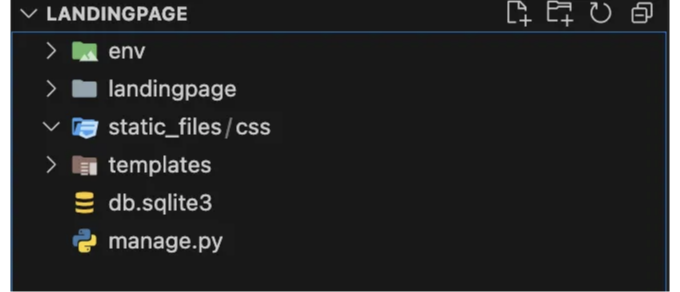 LANDINGPAGE
env
landingpage
static_files/css
templates
db.sqlite3
manage.py